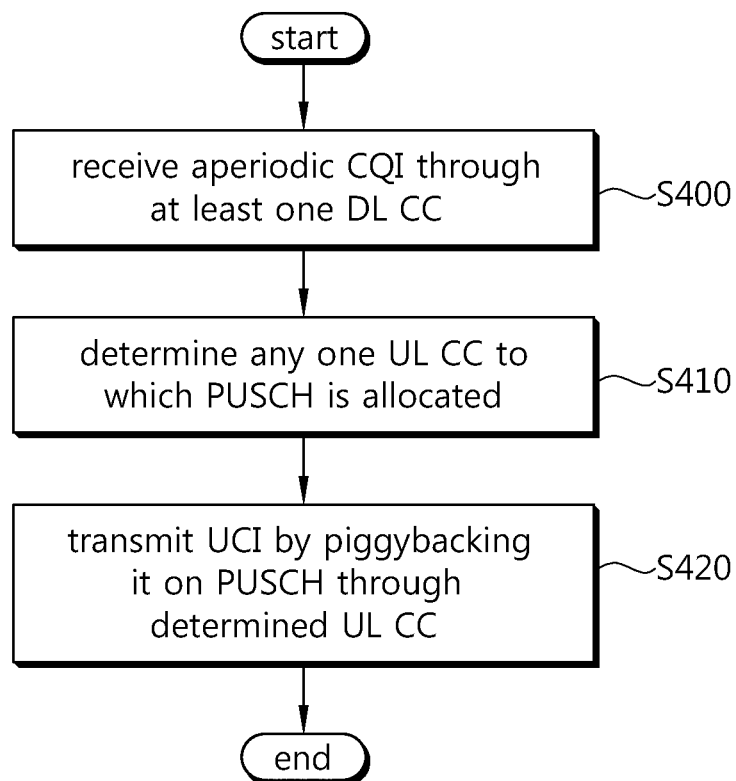 start
receive aperiodic CQI through
at least one DL CC
S400
determine any one UL CC to
which PUSCH is allocated
S410
transmit UCI by piggybacking
it on PUSCH through
determined UL CC
S420
end